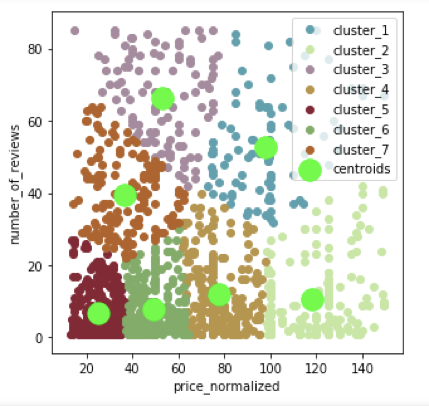 cluster_1
cluster_2
cluster_3
cluster_4
cluster_5
cluster_6
cluster_7
centroids
number_of_reviews
80
60
40
20
0
20 40 60 80 100 120 140
price_normalized